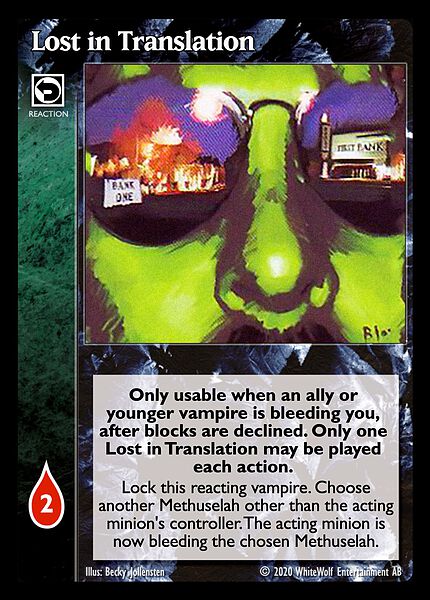 Lost in Translation
REACTION
BANK
ONE
FIRST BANK
Blo
Only usable when an ally or
younger vampire is bleeding you,
after blocks are declined. Only one
Lost in Translation may be played
each action.
Lock this reacting vampire. Choose
another Methuselah other than the acting
minion's controller. The acting minion is
now bleeding the chosen Methuselah.
2
Illus: Becky Jollensten
© 2020 WhiteWolf Entertainment AB